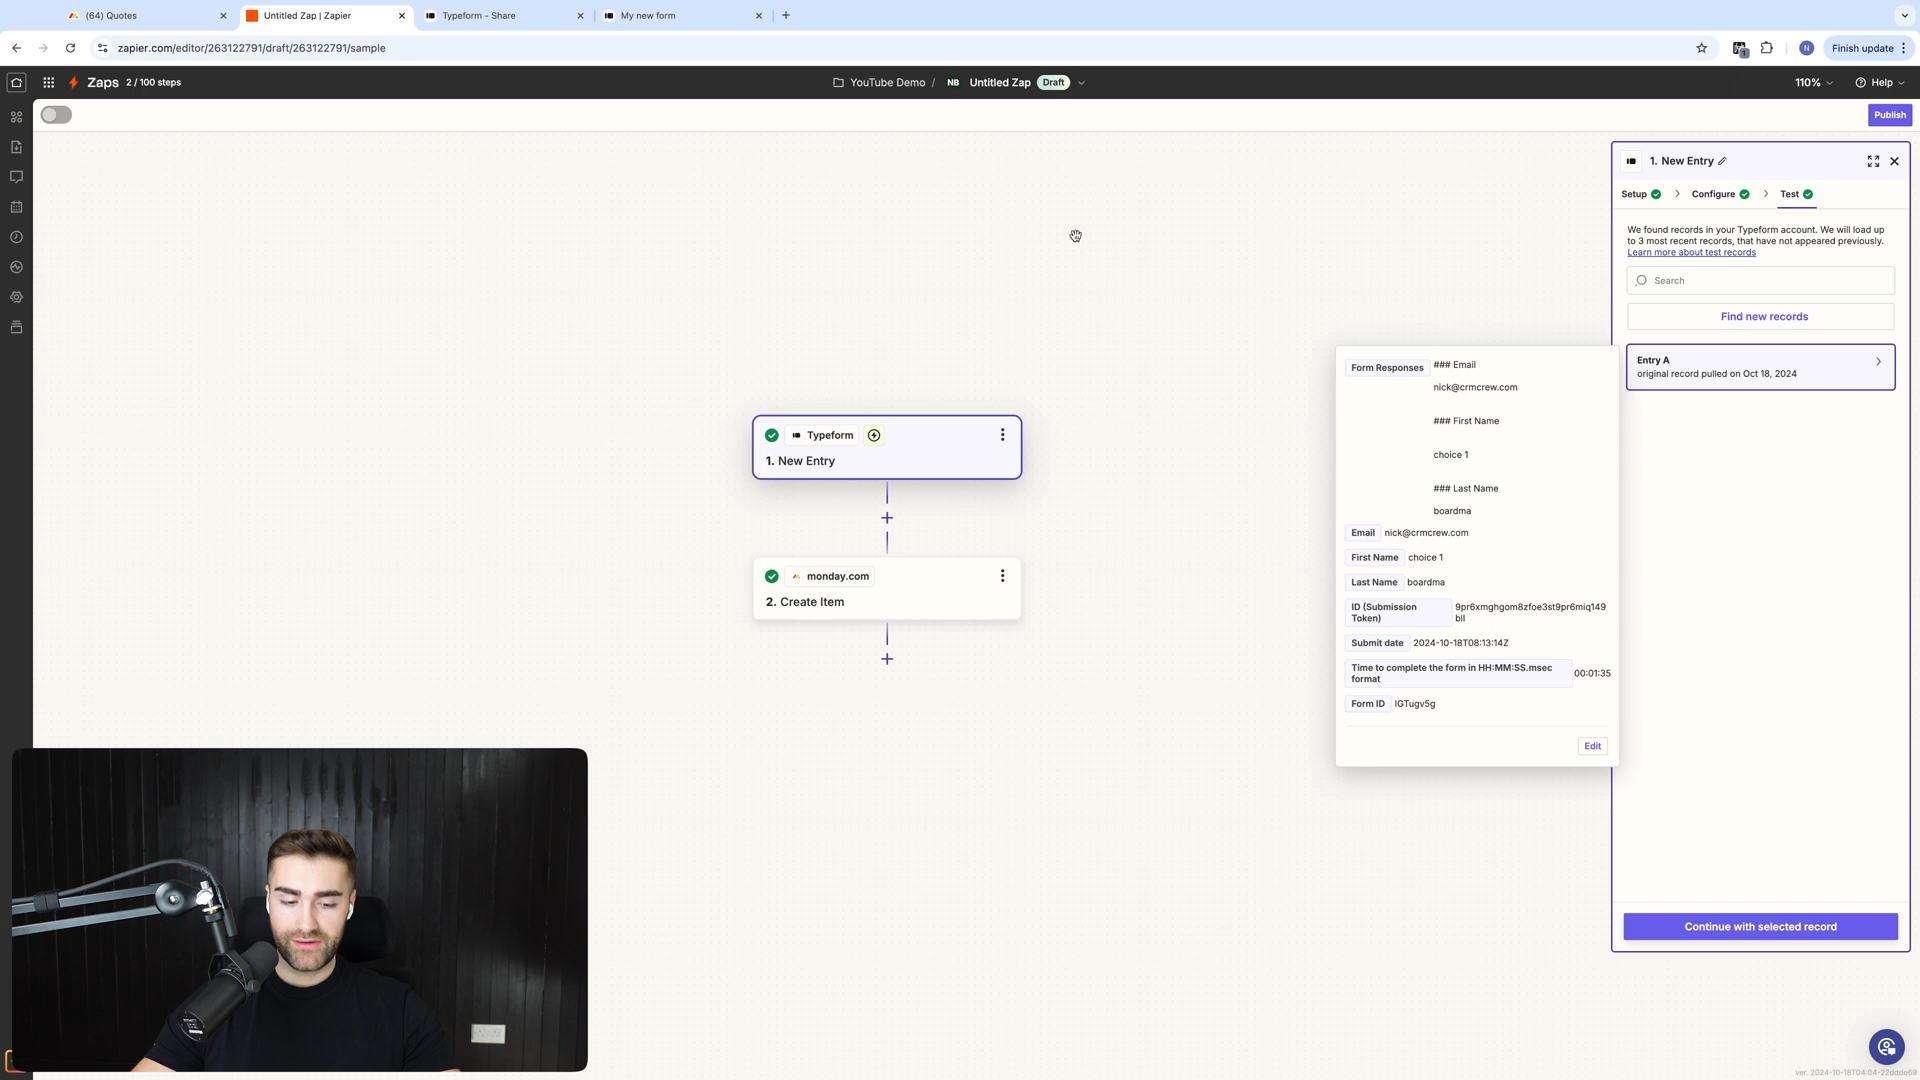 (64) Quotes
Untitled Zap | Zapier
Typeform - Share
My new form
zapier.com/editor/263122791/draft/263122791/sample
N
Finish update
Zaps
2 / 100 steps
YouTube Demo /
NB
Untitled Zap
Draft
110%
Help
Publish
1. New Entry
Setup
Configure
Test
We found records in your Typeform account. We will load up
to 3 most recent records, that have not appeared previously.
Learn more about test records
Search
Find new records
Entry A
original record pulled on Oct 18, 2024
Form Responses
### Email
nick@crmcrew.com
### First Name
choice 1
### Last Name
boardma
Email nick@crmcrew.com
First Name choice 1
Last Name boardma
ID (Submission
Token)
9pr6xmghgom8zfoe3st9pr6miq149
bll
Submit date 2024-10-18T08:13:14Z
Time to complete the form in HH:MM:SS.msec
format
00:01:35
Form ID IGTugv5g
Edit
Typeform
1. New Entry
monday.com
2. Create Item
Continue with selected record
ver. 2024-10-18T04:04-22ddde69